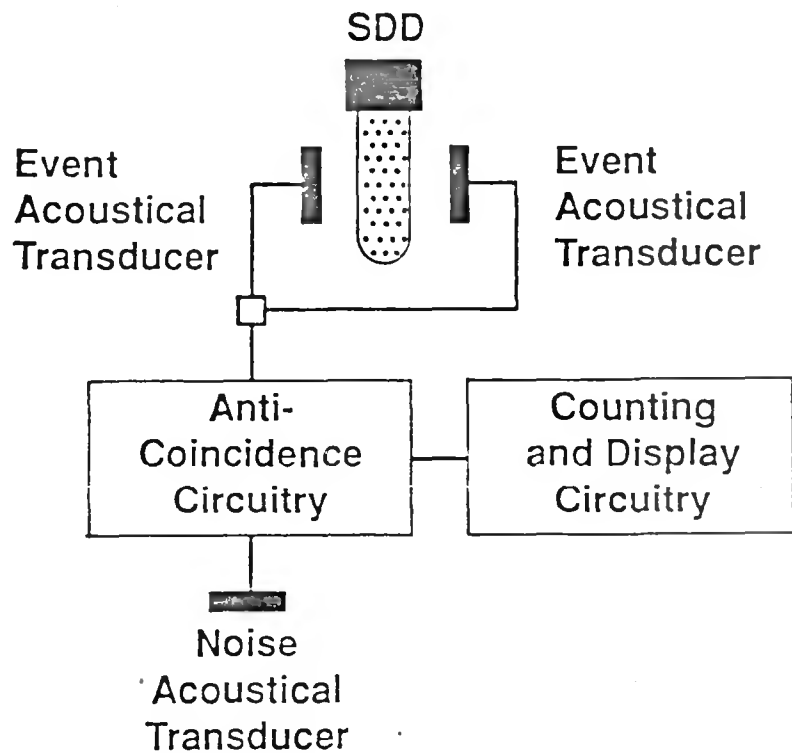 SDD
Event
Acoustical
Transducer
Event
Acoustical
Transducer
Anti-
Coincidence
Circuitry
Counting
and Display
Circuitry
Noise
Acoustical
Transducer